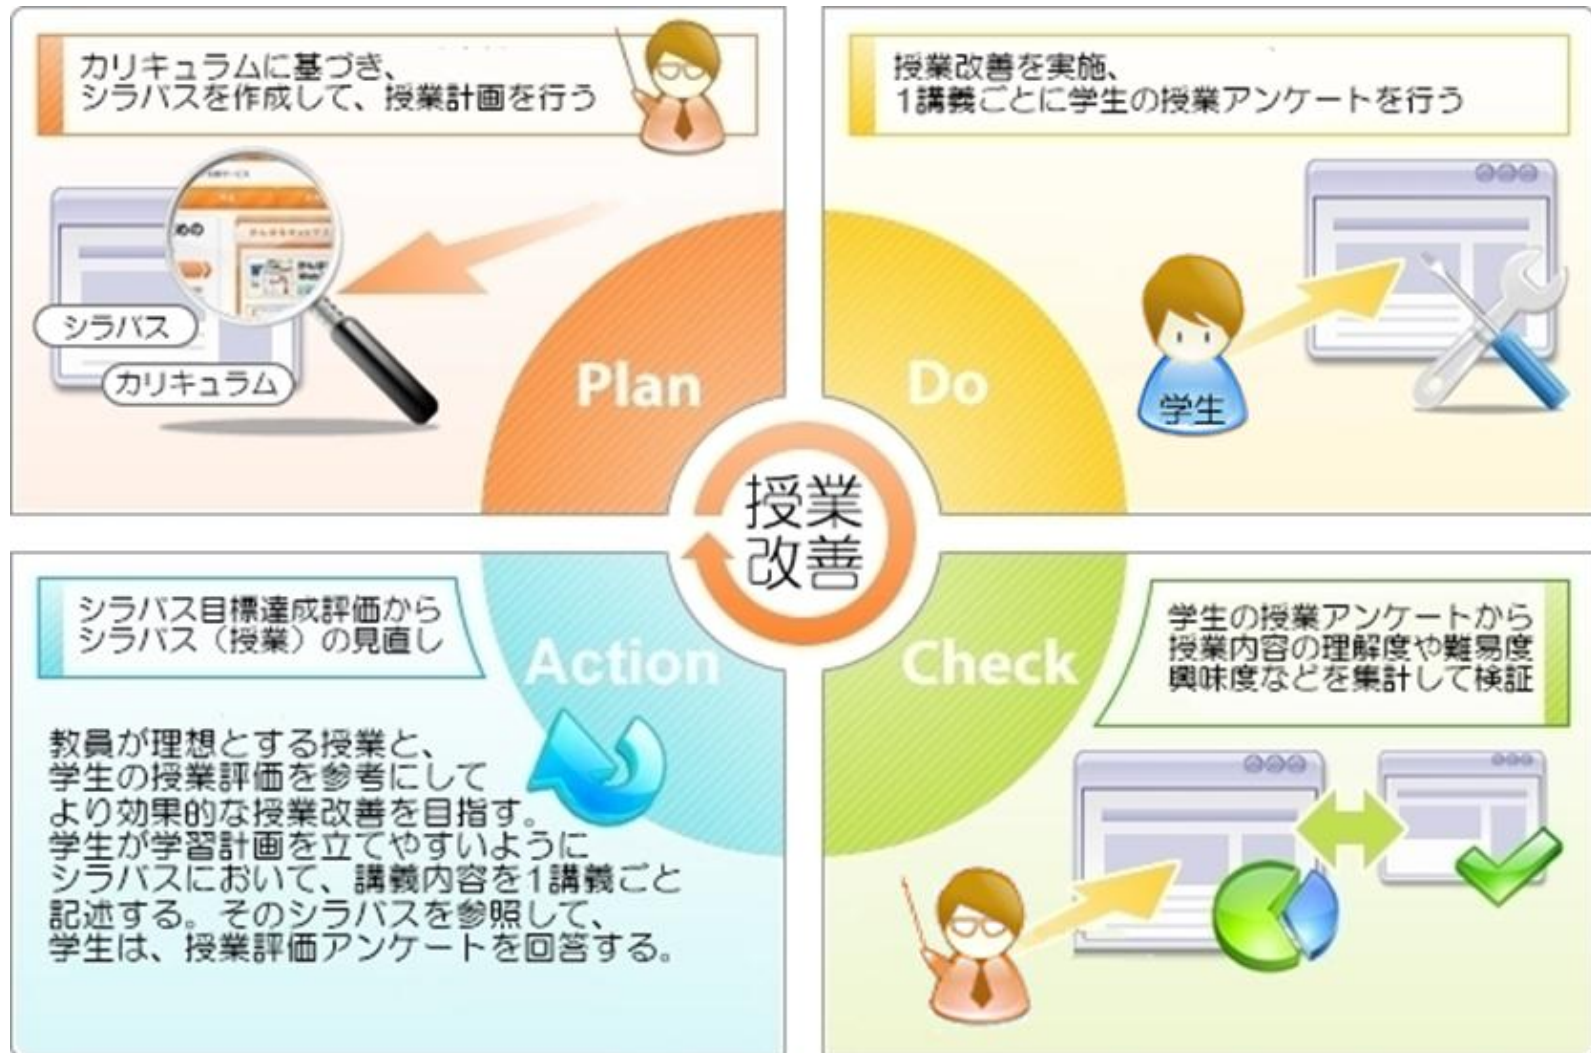 カリキュラムに基づき、
シラバスを作成して、授業計画を行う
シラバス
カリキュラム
Plan
授業改善を実施、
1講義ごとに学生の授業アンケートを行う
学生
Do
授業
改善
シラバス目標達成評価から
シラバス（授業）の見直し
Action
教員が理想とする授業と、
学生の授業評価を参考にして
より効果的な授業改善を目指す。
学生が学習計画を立てやすいように
シラバスにおいて、講義内容を1講義ごと
記述する。そのシラバスを参照して、
学生は、授業評価アンケートを回答する。
Check
学生の授業アンケートから
授業内容の理解度や難易度
興味度などを集計して検証